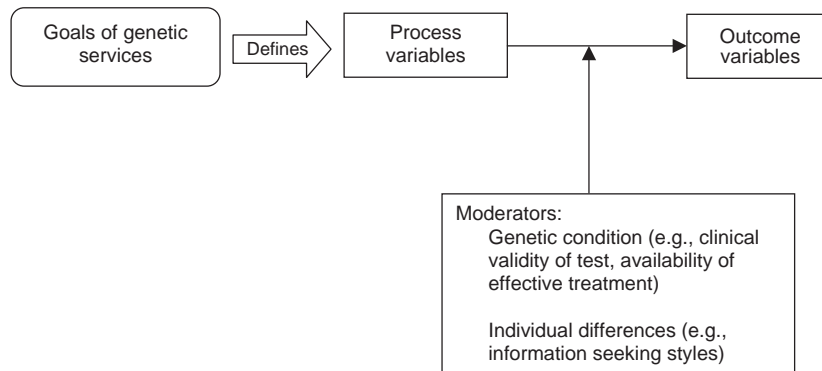 Goals of genetic
services
Defines
Process
variables
Outcome
variables
Moderators:
Genetic condition (e.g., clinical
validity of test, availability of
effective treatment)
Individual differences (e.g.,
information seeking styles)